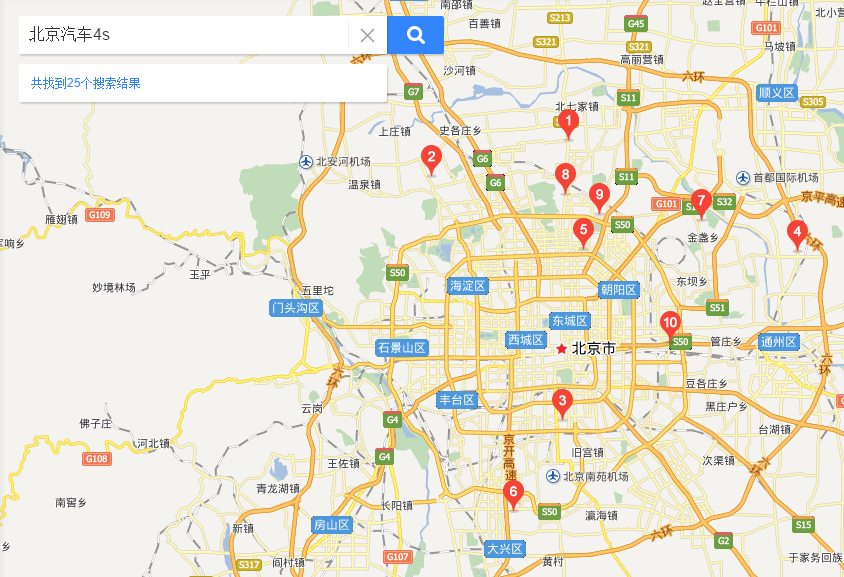 南邵镇
S213
北京汽车4s
百善镇
G45
G101
北小营
S321
S321
马坡镇
高丽营镇
六环
沙河镇
六环
共找到25个搜索结果
G7
S11
顺义区
S305
北七家镇
1
上庄镇
史各庄乡
2
G6
北安河机场
G6
8
S11
首都国际机场
温泉镇
9
7
京平高速
G101
S32
雁翅镇
G109
S50
5
金盏乡
4
六环
王平
S50
妙境林场
海淀区
东坝乡
五里坨
朝阳区
门头沟区
S51
东城区
10
西城区
S50
管庄乡
通州区
石景山区
北京市
六环
六环
豆各庄乡
丰台区
3
黑庄户乡
云岗
佛子庄
G4
台湖镇
河北镇
京开高速
旧宫镇
G108
G4
王佐镇
次渠镇
六环
北京南苑机场
青龙湖镇
6
南窖乡
长阳镇
S50
瀛海镇
房山区
新镇
S15
六环
G2
大兴区
G107
黄村
于家务回族
S317
阎村镇